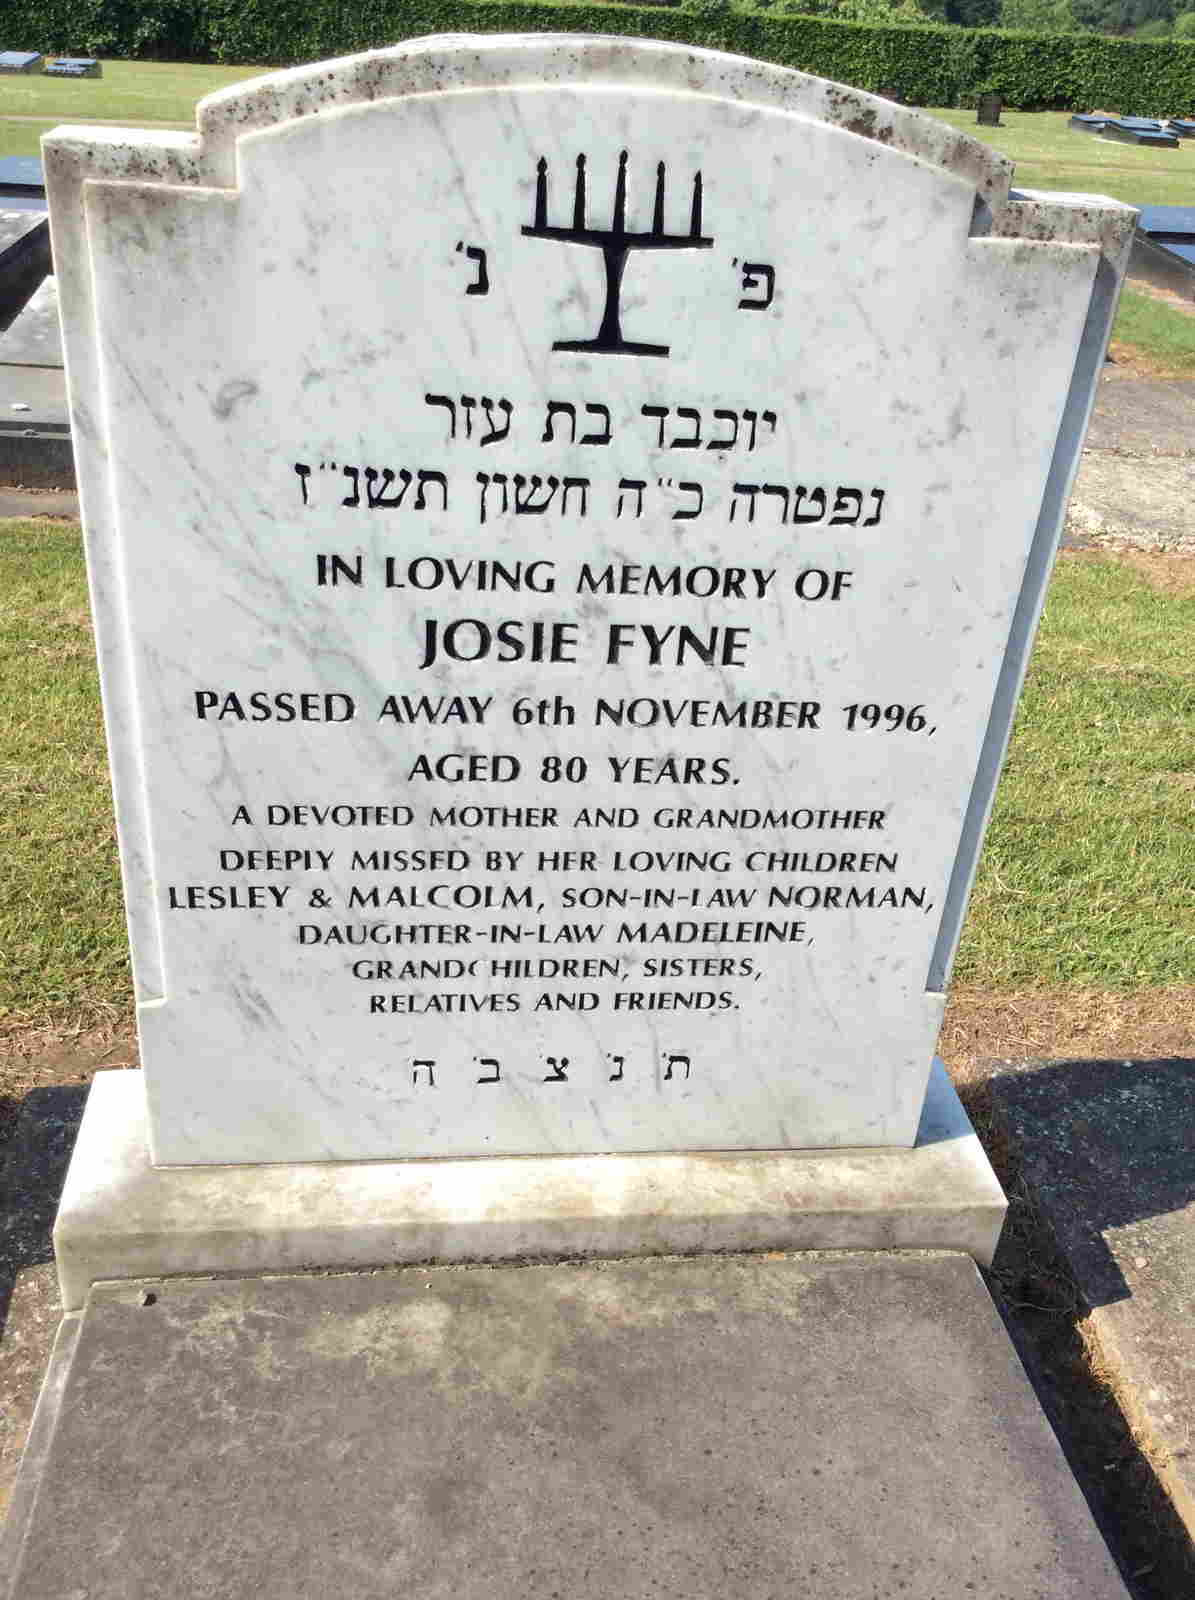 פ' נ'
יוכבד בת עזר
נפטרה כ"ה חשון תשנ"ז
IN LOVING MEMORY OF
JOSIE FYNE
PASSED AWAY 6th NOVEMBER 1996,
AGED 80 YEARS.
A DEVOTED MOTHER AND GRANDMOTHER
DEEPLY MISSED BY HER LOVING CHILDREN
LESLEY & MALCOLM, SON-IN-LAW NORMAN,
DAUGHTER-IN-LAW MADELEINE,
GRANDCHILDREN, SISTERS,
RELATIVES AND FRIENDS.
ת' נ' צ' ב' ה'